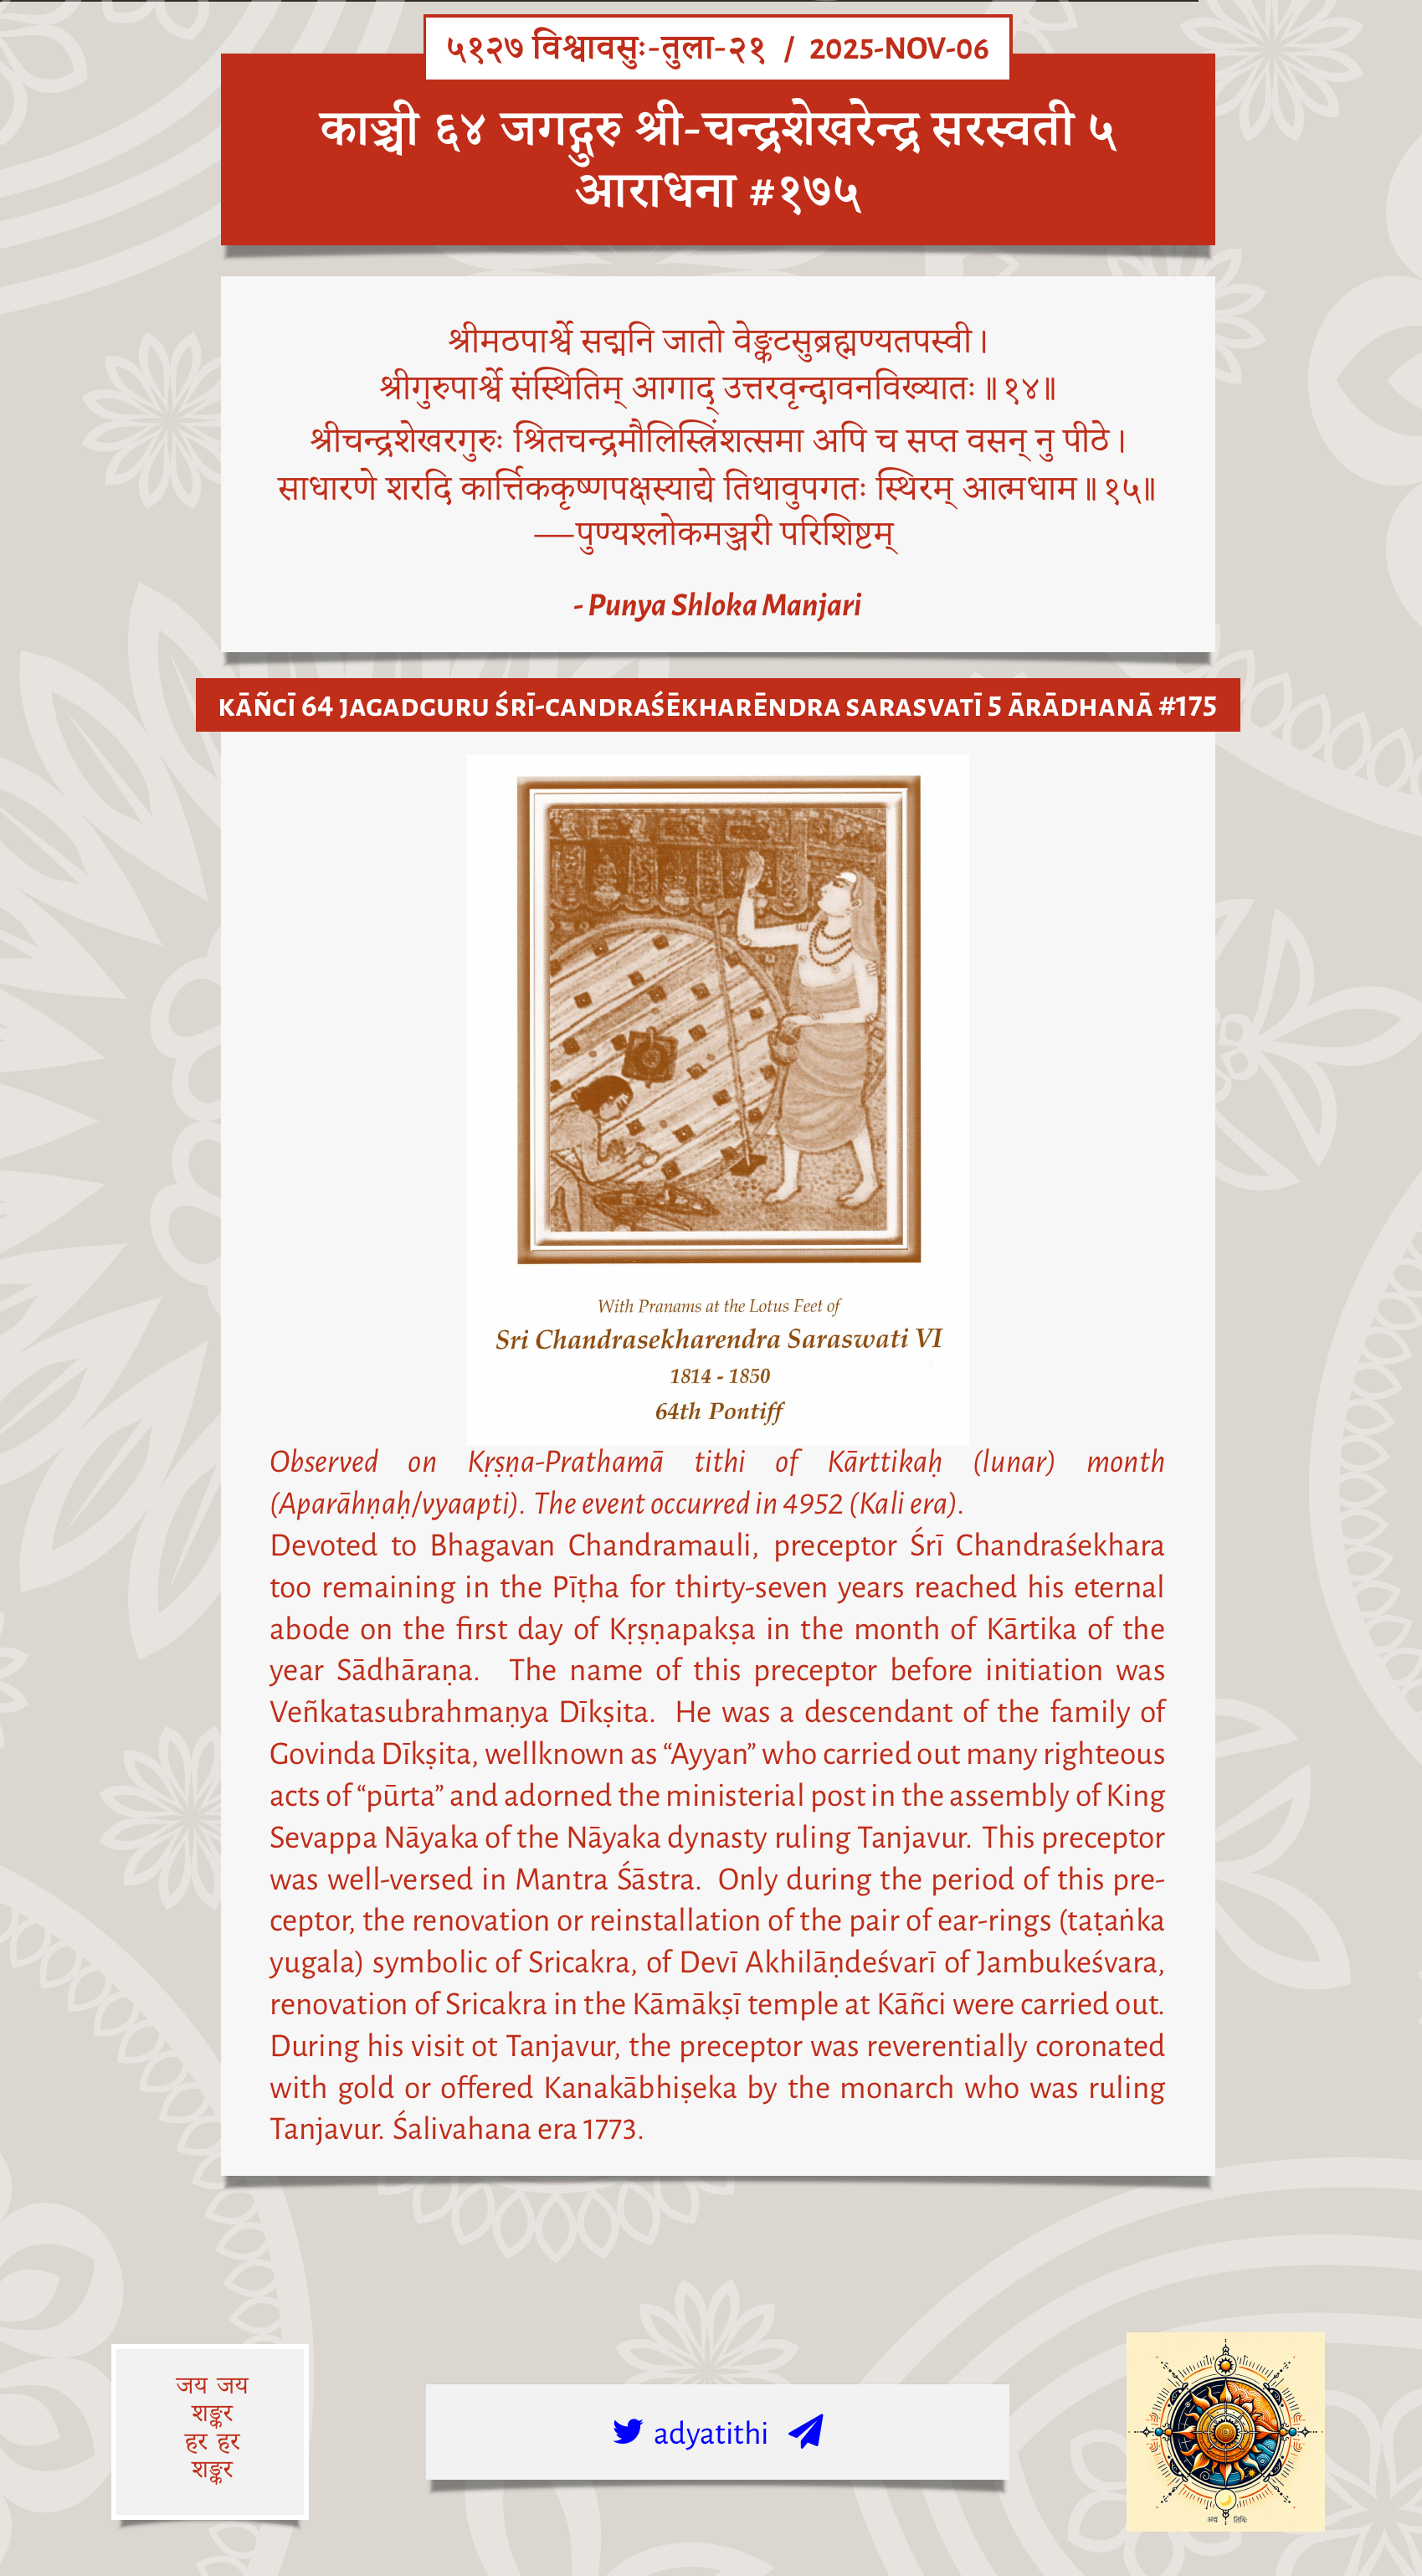 ५१२७ विश्वावसुः-तुला-२१ / 2025-NOV-06
काञ्ची ६४ जगद्गुरु श्री-चन्द्रशेखरेन्द्र सरस्वती ५
आराधना #१७५
श्रीमठपार्श्वे सद्मनि जातो वेङ्कटसुब्रह्मण्यतपस्वी।
श्रीगुरुपार्श्वे संस्थितिम् आगाद् उत्तरवृन्दावनविख्यातः॥१४॥
श्रीचन्द्रशेखरगुरुः श्रितचन्द्रमौलिस्त्रिंशत्समा अपि च सप्त वसन् नु पीठे।
साधारणे शरदि कार्त्तिककृष्णपक्षस्याद्ये तिथावुपगतः स्थिरम् आत्मधाम॥१५॥
—पुण्यश्लोकमञ्जरी परिशिष्टम्
- Punya Shloka Manjari
KĀÑCĪ 64 JAGADGURU ŚRĪ-CANDRAŚĒKHARĒNDRA SARASVATĪ 5 ĀRĀDHANĀ #175
With Pranams at the Lotus Feet of
Sri Chandrasekharendra Saraswati VI
1814 - 1850
64th Pontiff
Observed on Kṛṣṇa-Prathamā tithi of Kārttikaḥ (lunar) month
(Aparāhṇaḥ/vyaapti). The event occurred in 4952 (Kali era).
Devoted to Bhagavan Chandramauli, preceptor Śrī Chandraśekhara
too remaining in the Pīṭha for thirty-seven years reached his eternal
abode on the first day of Kṛṣṇapakṣa in the month of Kārtika of the
year Sādhāraṇa. The name of this preceptor before initiation was
Veñkatasubrahmaṇya Dīkṣita. He was a descendant of the family of
Govinda Dīkṣita, wellknown as “Ayyan” who carried out many righteous
acts of “pūrta” and adorned the ministerial post in the assembly of King
Sevappa Nāyaka of the Nāyaka dynasty ruling Tanjavur. This preceptor
was well-versed in Mantra Śāstra. Only during the period of this pre-
ceptor, the renovation or reinstallation of the pair of ear-rings (taṭaṅka
yugala) symbolic of Sricakra, of Devī Akhilāṇdeśvarī of Jambukeśvara,
renovation of Sricakra in the Kāmākṣī temple at Kāñci were carried out.
During his visit ot Tanjavur, the preceptor was reverentially coronated
with gold or offered Kanakābhiṣeka by the monarch who was ruling
Tanjavur. Śalivahana era 1773.
जय जय
शङ्कर
हर हर
शङ्कर
adyatithi
अद्य तिथिः